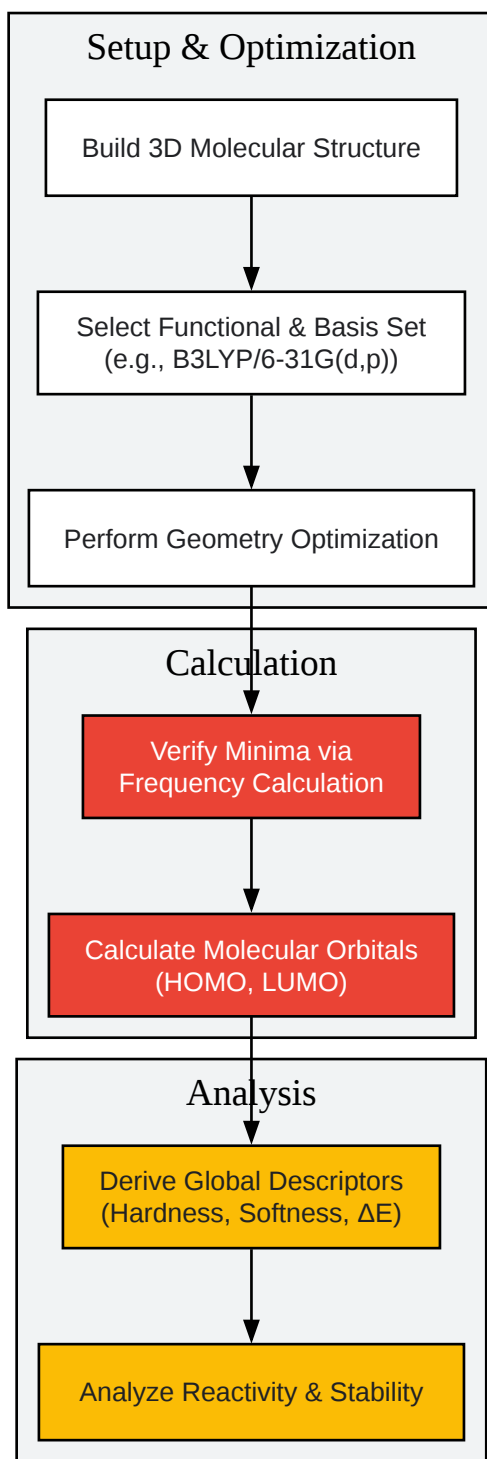 Setup & Optimization
Build 3D Molecular Structure
Select Functional & Basis Set
(e.g., B3LYP/6-31G(d,p))
Perform Geometry Optimization
Calculation
Verify Minima via
Frequency Calculation
Calculate Molecular Orbitals
(HOMO, LUMO)
Analysis
Derive Global Descriptors
(Hardness, Softness, ΔE)
Analyze Reactivity & Stability